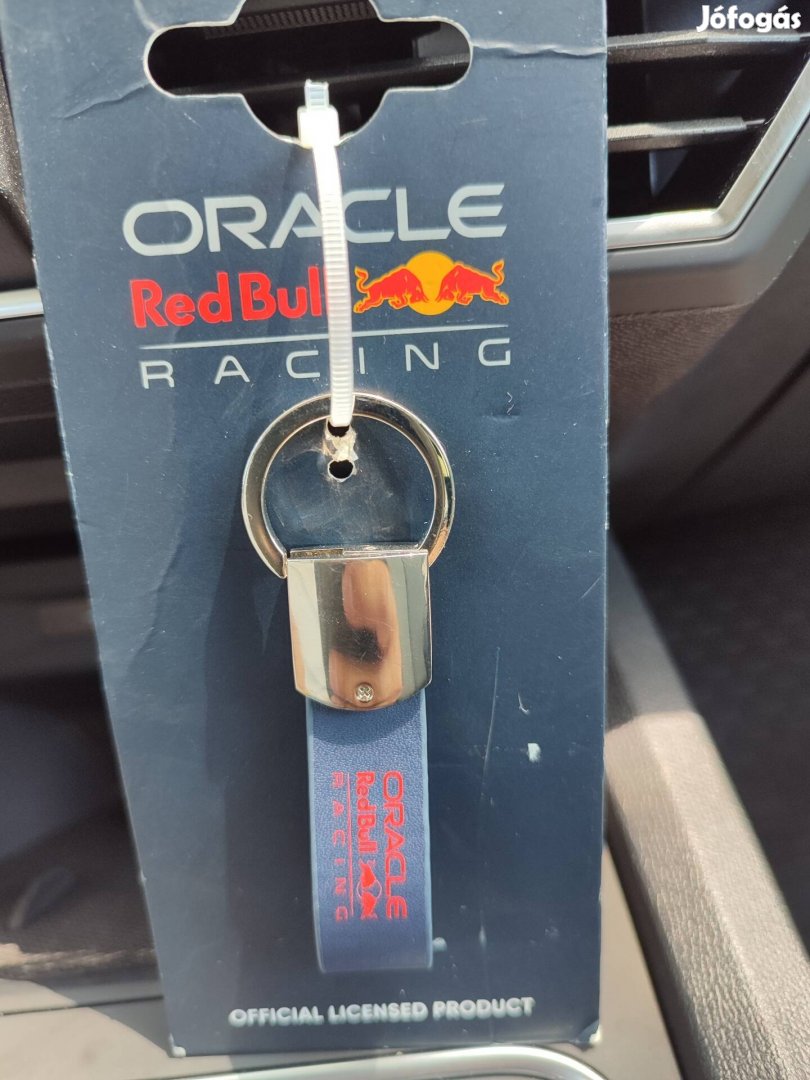 Jófogás
ORACLE
Red Bull
RACING
ORACLE
Red Bull
RACING
OFFICIAL LICENSED PRODUCT